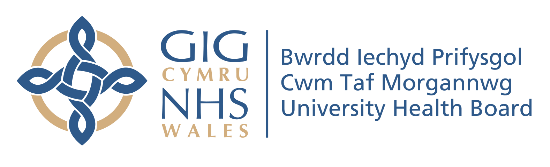 GIG
CYMRU
NHS
WALES
Bwrdd Iechyd Prifysgol
Cwm Taf Morgannwg
University Health Board